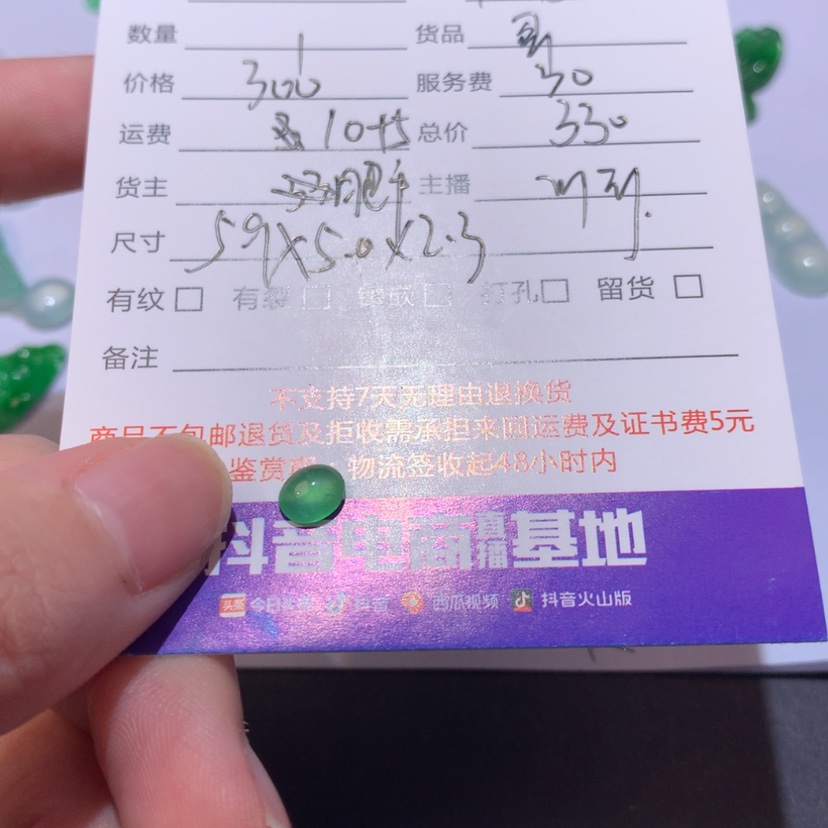 数量 1 货品
价格 300 服务费 30
运费 10+5 总价 330
货主 主播
尺寸 5.9X5.0X2.3
有纹 □ 有裂 □ 镶嵌 □ 打孔 □ 留货 □
备注
不支持7天无理由退换货
商品不包邮退货及拒收需承担来回运费及证书费5元
鉴赏期 物流签收起48小时内
抖音电商直播基地
头条 今日头条 抖音 西瓜视频 抖音火山版